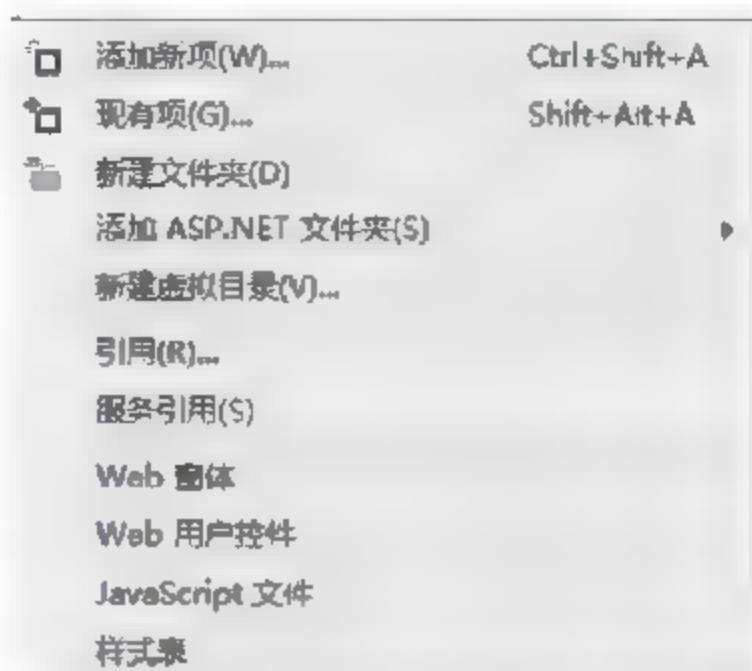 添加新项(W)... Ctrl+Shift+A
现有项(G)... Shift+Alt+A
新建文件夹(D)
添加 ASP.NET 文件夹(S)
新建虚拟目录(V)...
引用(R)...
服务引用(S)
Web 窗体
Web 用户控件
JavaScript 文件
样式表